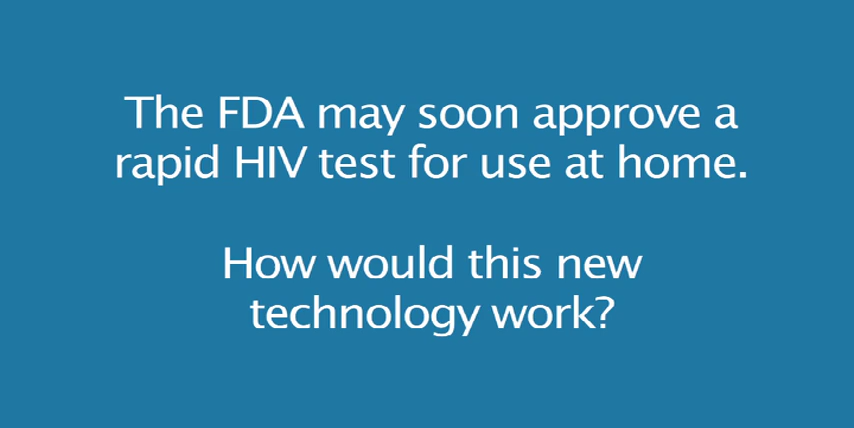 The FDA may soon approve a
rapid HIV test for use at home.
How would this new
technology work?